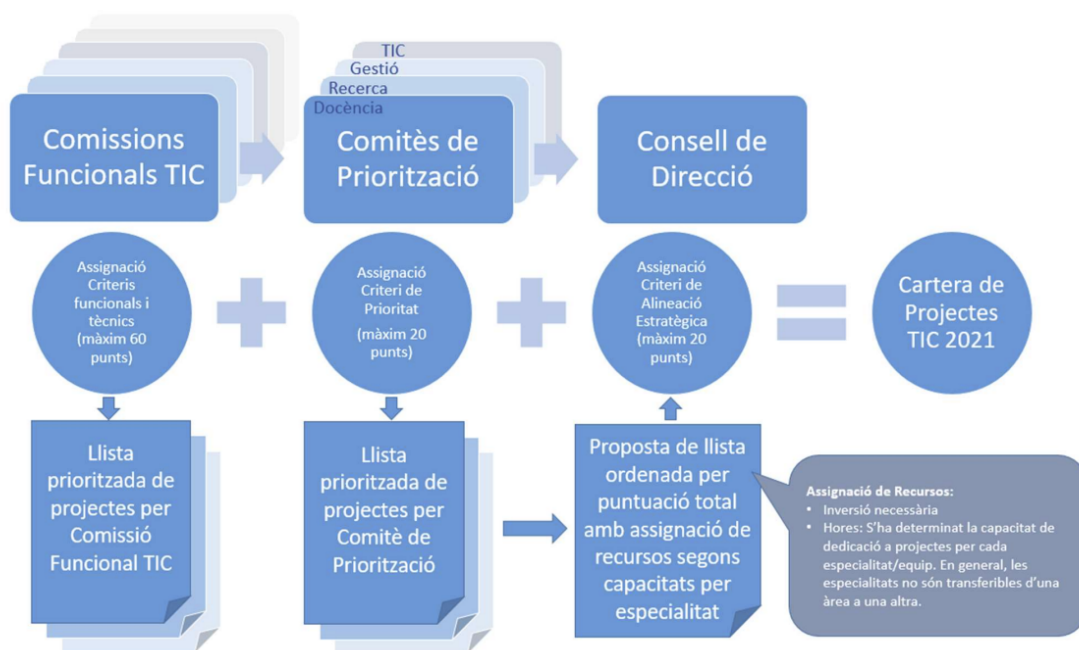 TIC
Gestió
Recerca
Docència
Comissions
Funcionals TIC
Comitès de
Priorització
Consell de
Direcció
Assignació
Criteris
funcionals i
tècnics
(màxim 60
punts)
Assignació
Criteri de
Prioritat
(màxim 20
punts)
Assignació
Criteri de
Alineació
Estratègica
(màxim 20
punts)
Cartera de
Projectes
TIC 2021
Llista
prioritzada de
projectes per
Comissió
Funcional TIC
Llista
prioritzada de
projectes per
Comitè de
Priorització
Proposta de llista
ordenada per
puntuació total
amb assignació de
recursos segons
capacitats per
especialitat
Assignació de Recursos:
• Inversió necessària
• Hores: S’ha determinat la capacitat de
dedicació a projectes per cada
especialitat/equip. En general, les
especialitats no són transferibles d’una
àrea a una altra.